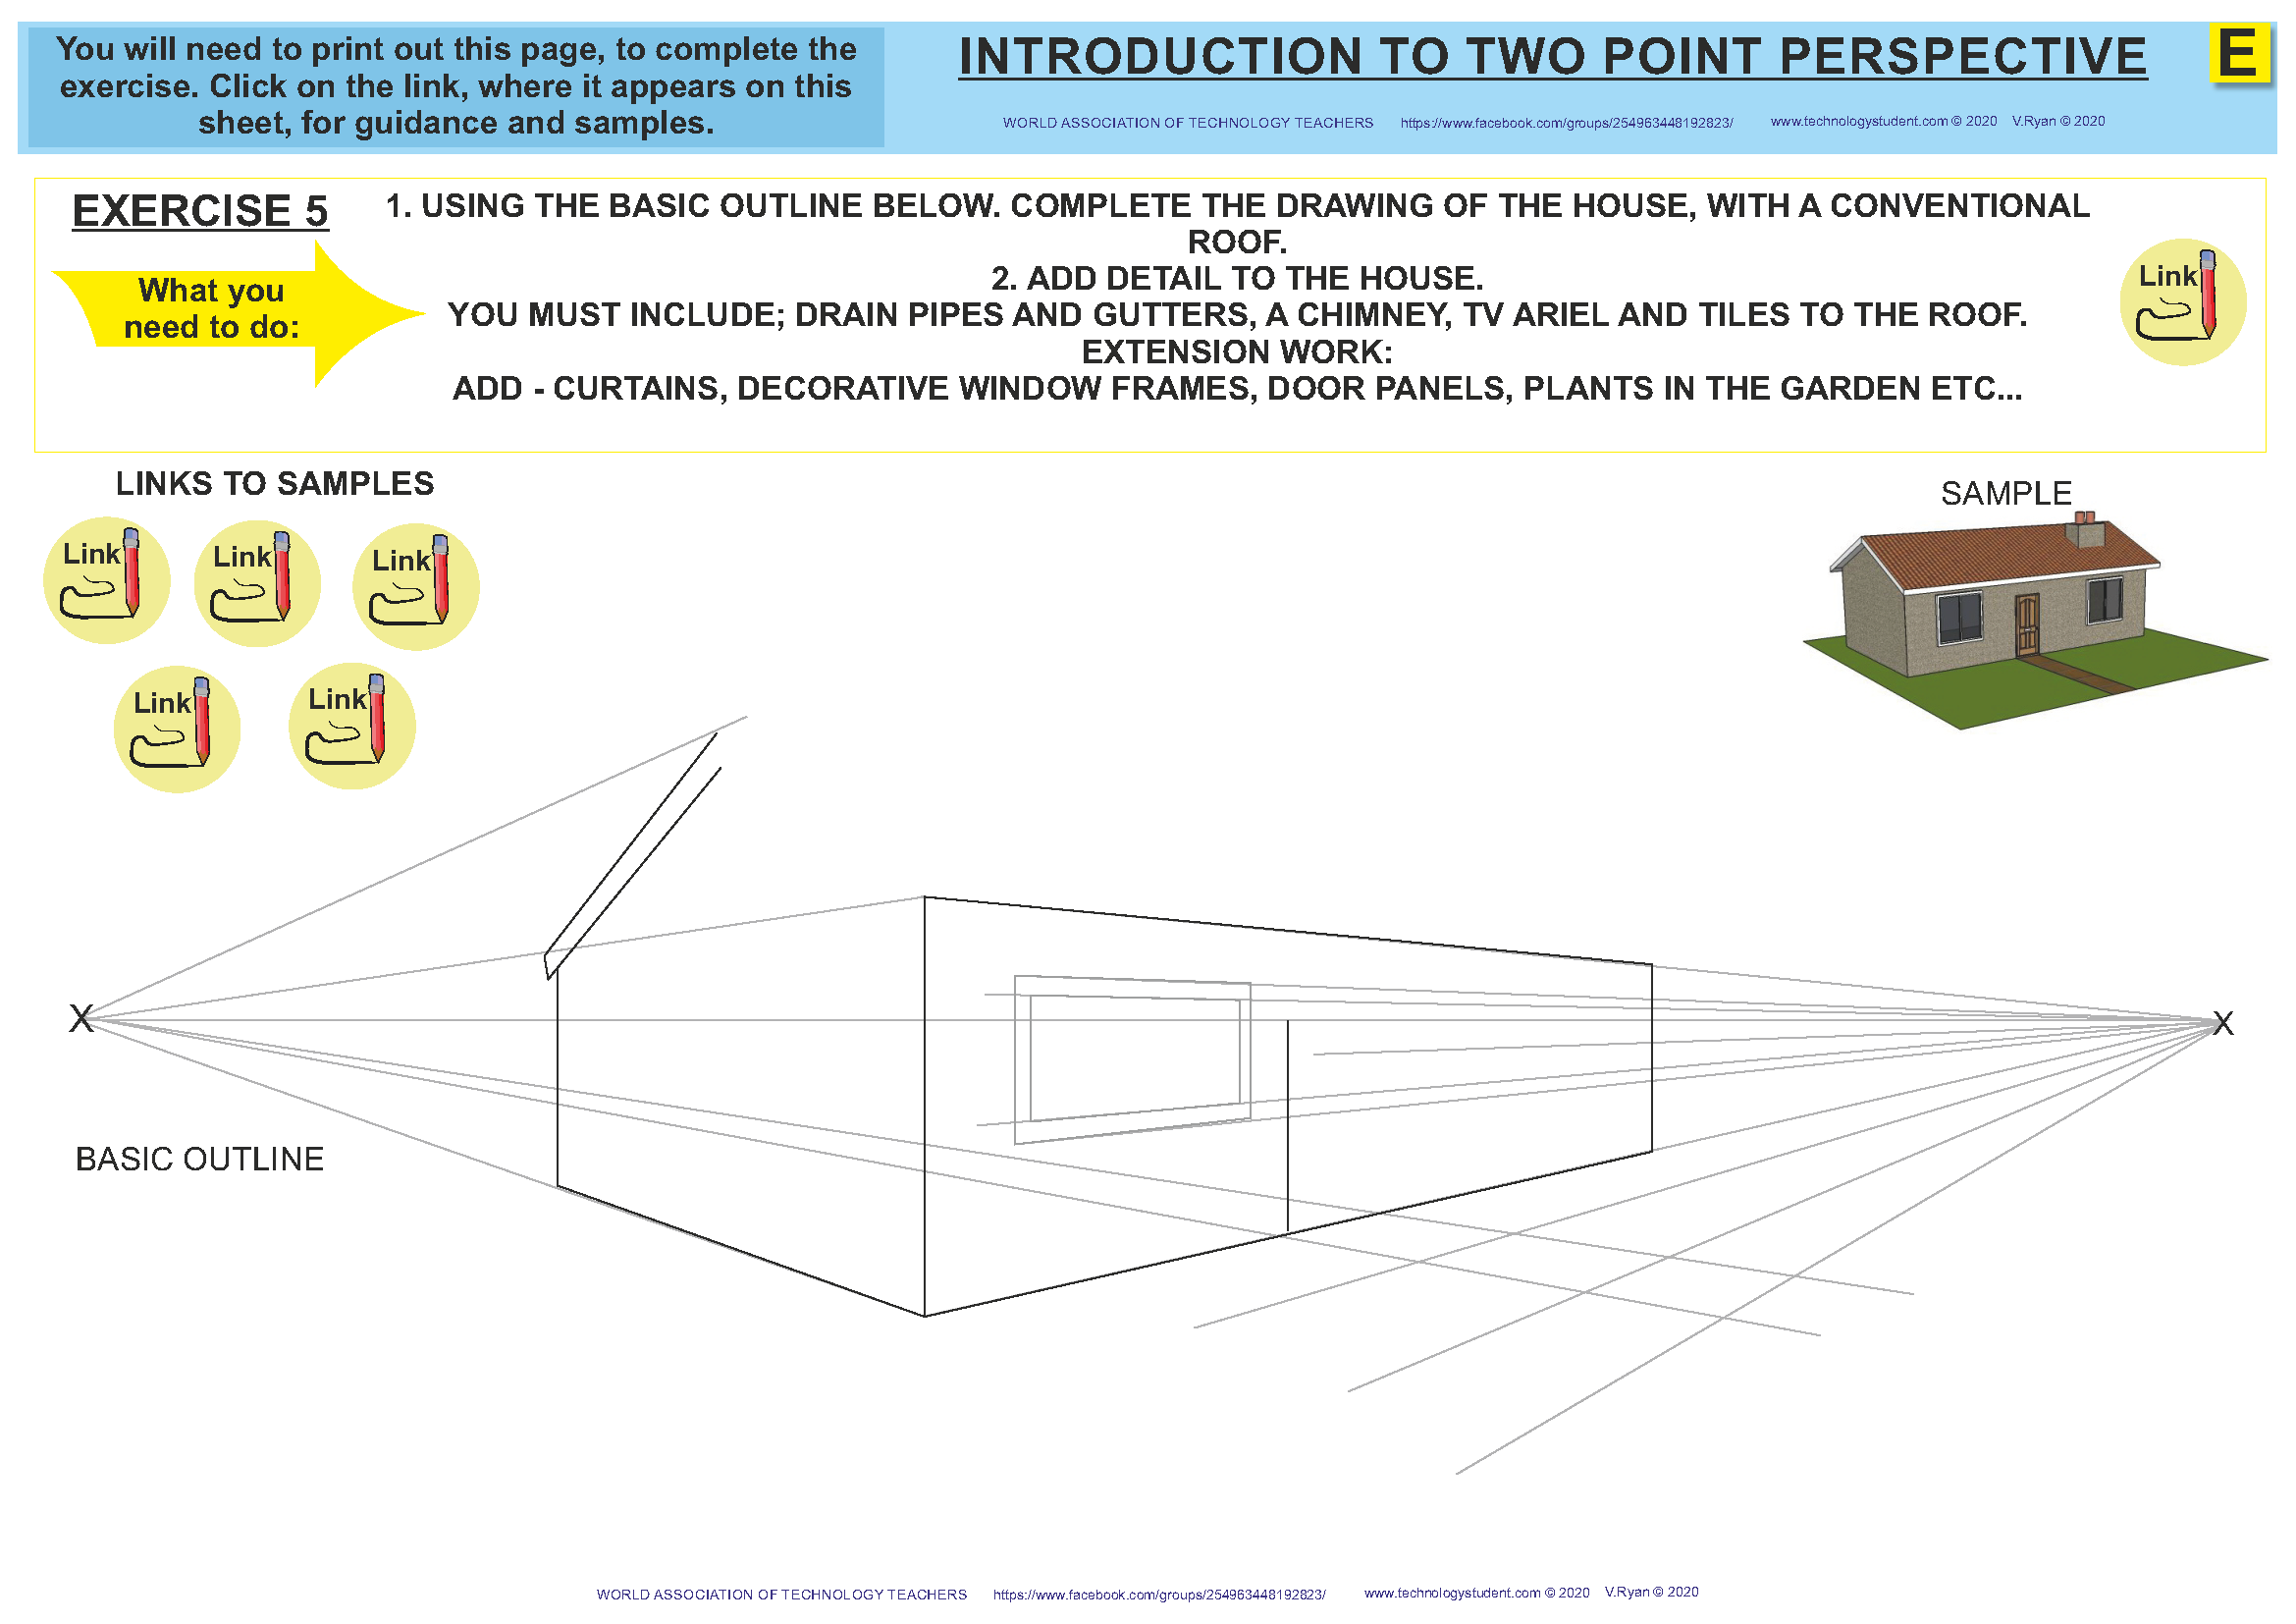 You will need to print out this page, to complete the
exercise. Click on the link, where it appears on this
sheet, for guidance and samples.
INTRODUCTION TO TWO POINT PERSPECTIVE
E
WORLD ASSOCIATION OF TECHNOLOGY TEACHERS https://www.facebook.com/groups/254963448192823/ www.technologystudent.com © 2020 V.Ryan © 2020
EXERCISE 5
What you
need to do:
1. USING THE BASIC OUTLINE BELOW. COMPLETE THE DRAWING OF THE HOUSE, WITH A CONVENTIONAL
ROOF.
2. ADD DETAIL TO THE HOUSE.
YOU MUST INCLUDE; DRAIN PIPES AND GUTTERS, A CHIMNEY, TV ARIEL AND TILES TO THE ROOF.
EXTENSION WORK:
ADD - CURTAINS, DECORATIVE WINDOW FRAMES, DOOR PANELS, PLANTS IN THE GARDEN ETC...
Link
LINKS TO SAMPLES
Link
Link
Link
Link
Link
SAMPLE
X
X
BASIC OUTLINE
WORLD ASSOCIATION OF TECHNOLOGY TEACHERS https://www.facebook.com/groups/254963448192823/ www.technologystudent.com © 2020 V.Ryan © 2020